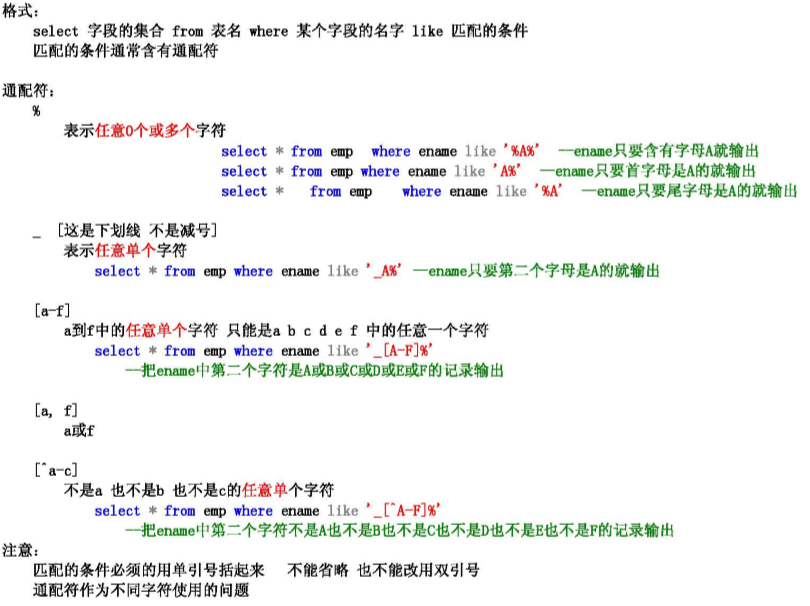 格式：
select 字段的集合 from 表名 where 某个字段的名字 like 匹配的条件
匹配的条件通常含有通配符
通配符：
%
表示任意0个或多个字符
select * from emp where ename like '%A%' --ename只要含有字母A就输出
select * from emp where ename like 'A%' --ename只要首字母是A的就输出
select * from emp where ename like '%A' --ename只要尾字母是A的就输出
_ [这是下划线 不是减号]
表示任意单个字符
select * from emp where ename like '_A%' --ename只要第二个字母是A的就输出
[a-f]
a到f中的任意单个字符 只能是a b c d e f 中的任意一个字符
select * from emp where ename like '_[A-F]%'
--把ename中第二个字符是A或B或C或D或E或F的记录输出
[a, f]
a或f
[^a-c]
不是a 也不是b 也不是c的任意单个字符
select * from emp where ename like '_[^A-F]%'
--把ename中第二个字符不是A也不是B也不是C也不是D也不是E也不是F的记录输出
注意：
匹配的条件必须的用单引号括起来 不能省略 也不能改用双引号
通配符作为不同字符使用的问题